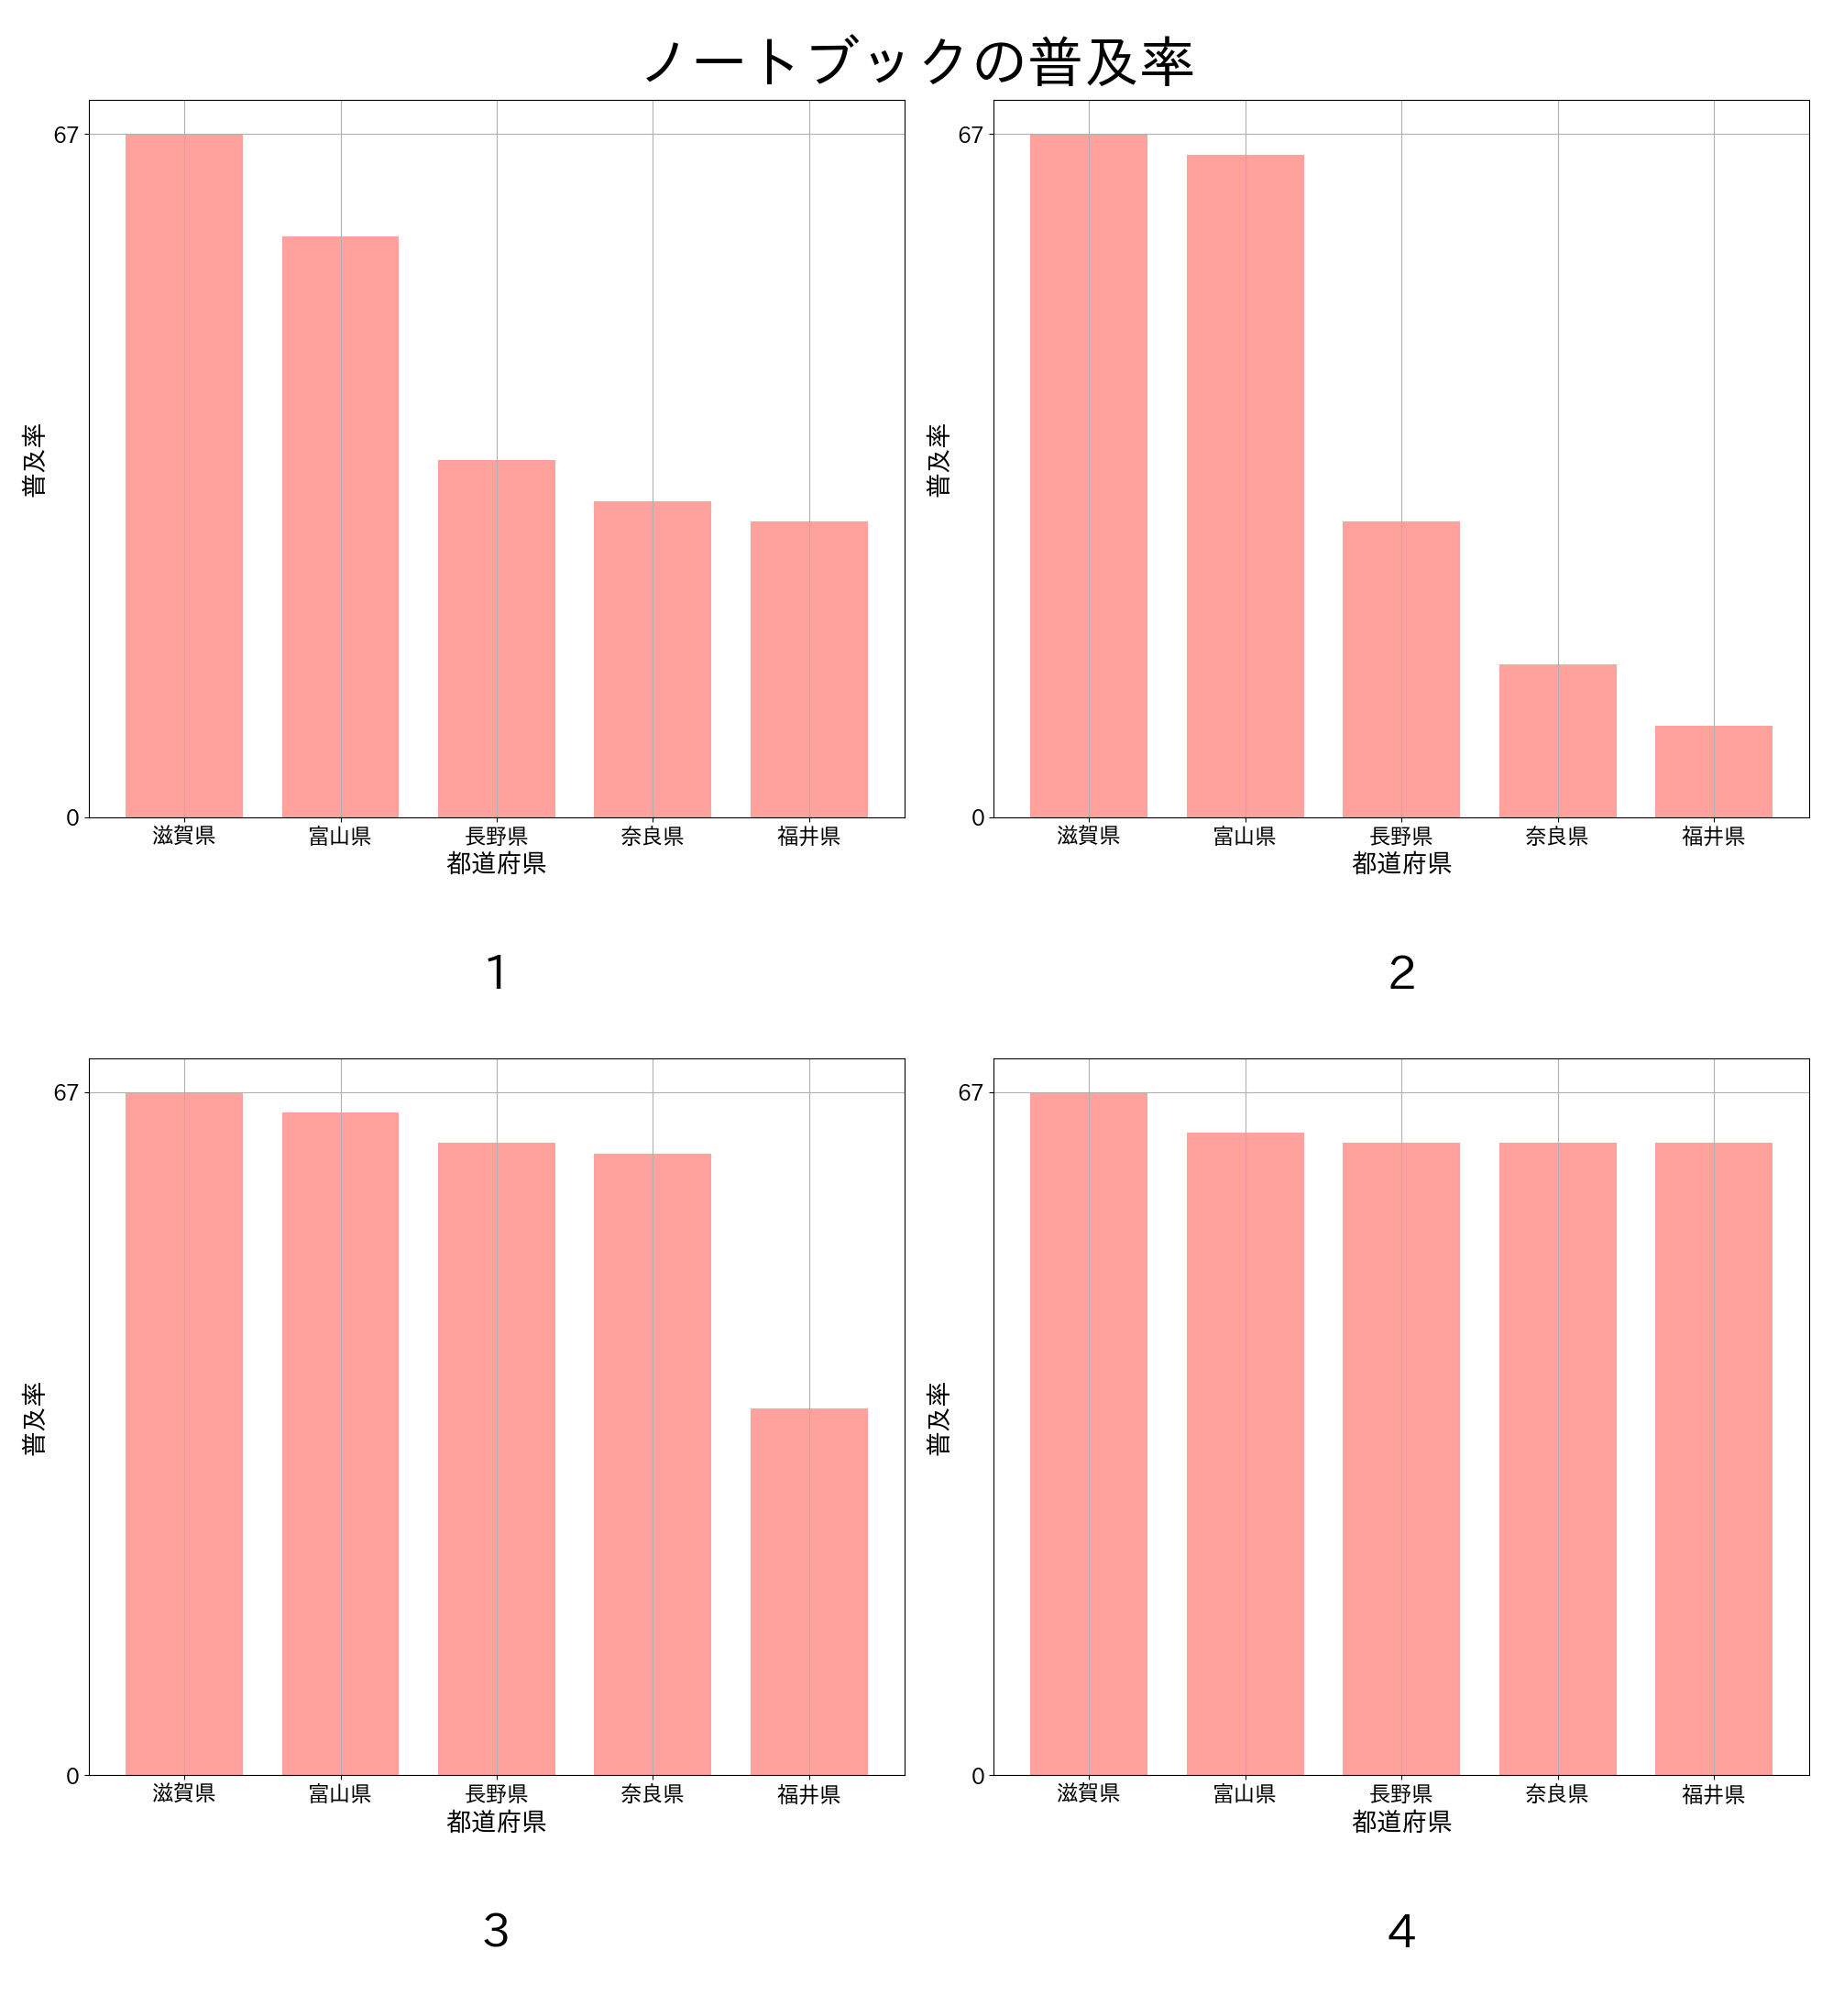 ノートブックの普及率
67
0
普及率
滋賀県 富山県 長野県 奈良県 福井県
都道府県
1
67
0
普及率
滋賀県 富山県 長野県 奈良県 福井県
都道府県
2
67
0
普及率
滋賀県 富山県 長野県 奈良県 福井県
都道府県
3
67
0
普及率
滋賀県 富山県 長野県 奈良県 福井県
都道府県
4